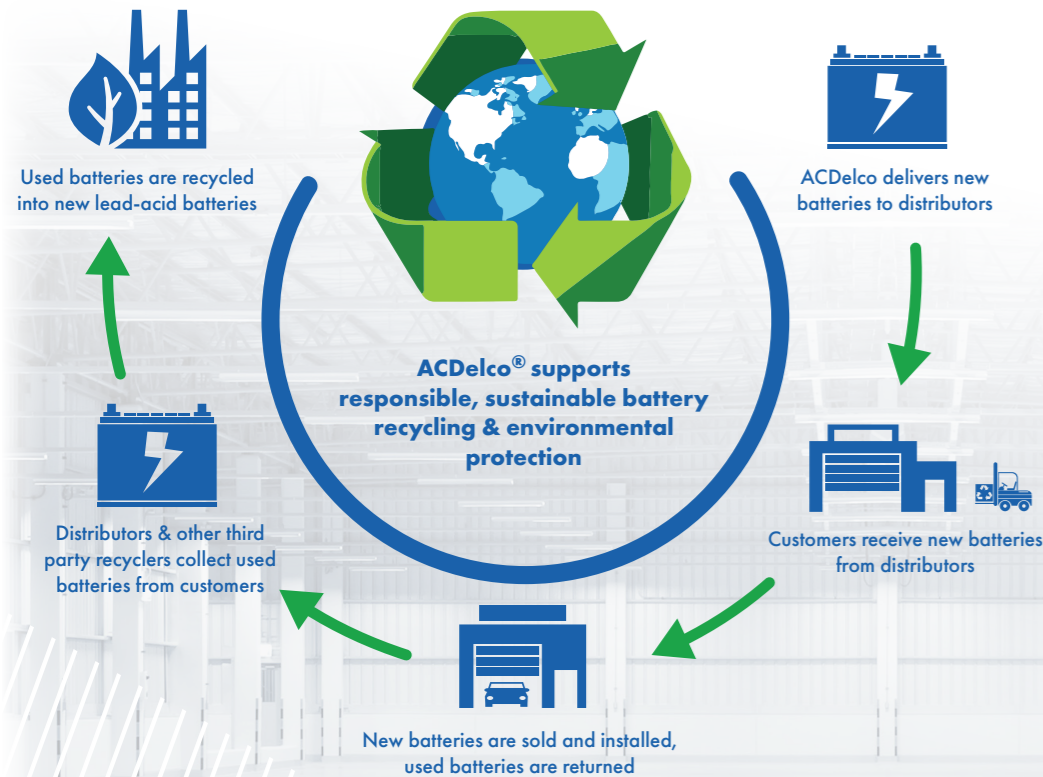 Used batteries are recycled
into new lead-acid batteries
ACDelco delivers new
batteries to distributors
ACDelco® supports
responsible, sustainable battery
recycling & environmental
protection
Distributors & other third
party recyclers collect used
batteries from customers
Customers receive new batteries
from distributors
New batteries are sold and installed,
used batteries are returned